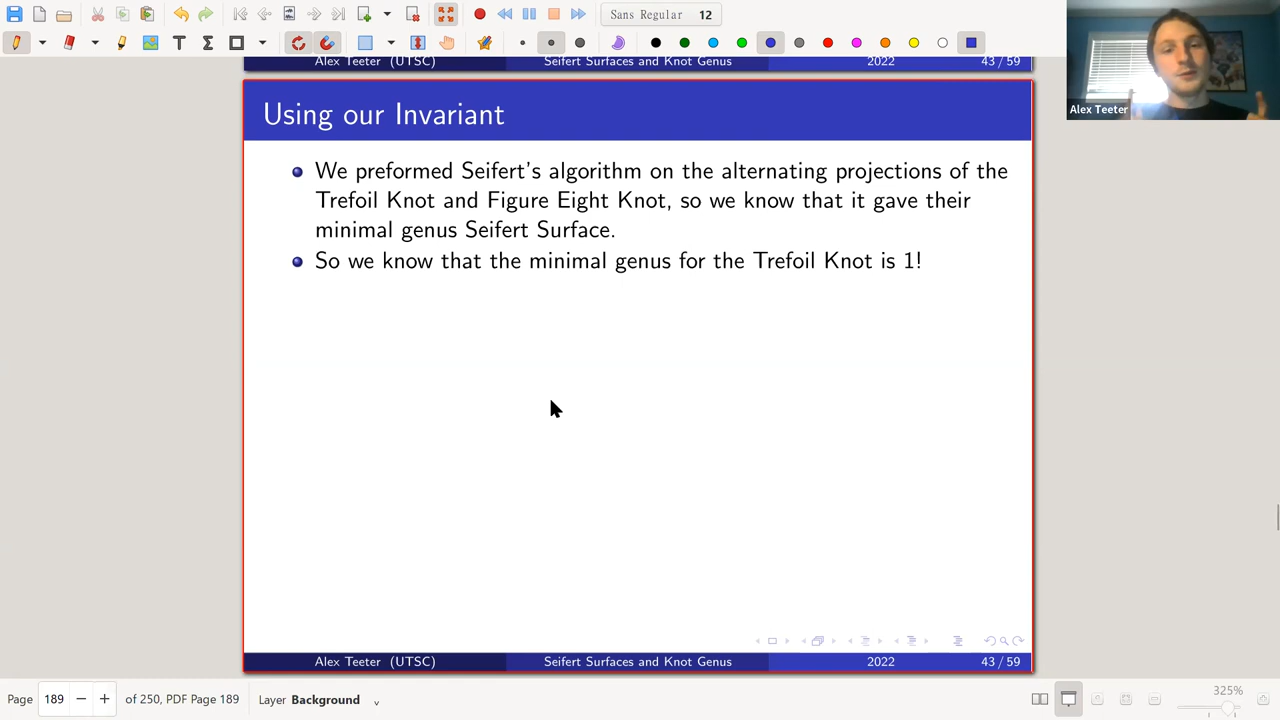 Sans Regular 12
Alex Teeter (UTSC) Seifert Surfaces and Knot Genus 2022 43 / 59
Alex Teeter
Using our Invariant
We preformed Seifert's algorithm on the alternating projections of the
Trefoil Knot and Figure Eight Knot, so we know that it gave their
minimal genus Seifert Surface.
So we know that the minimal genus for the Trefoil Knot is 1!
Alex Teeter (UTSC) Seifert Surfaces and Knot Genus 2022 43 / 59
Page 189 of 250, PDF Page 189 Layer Background 325%